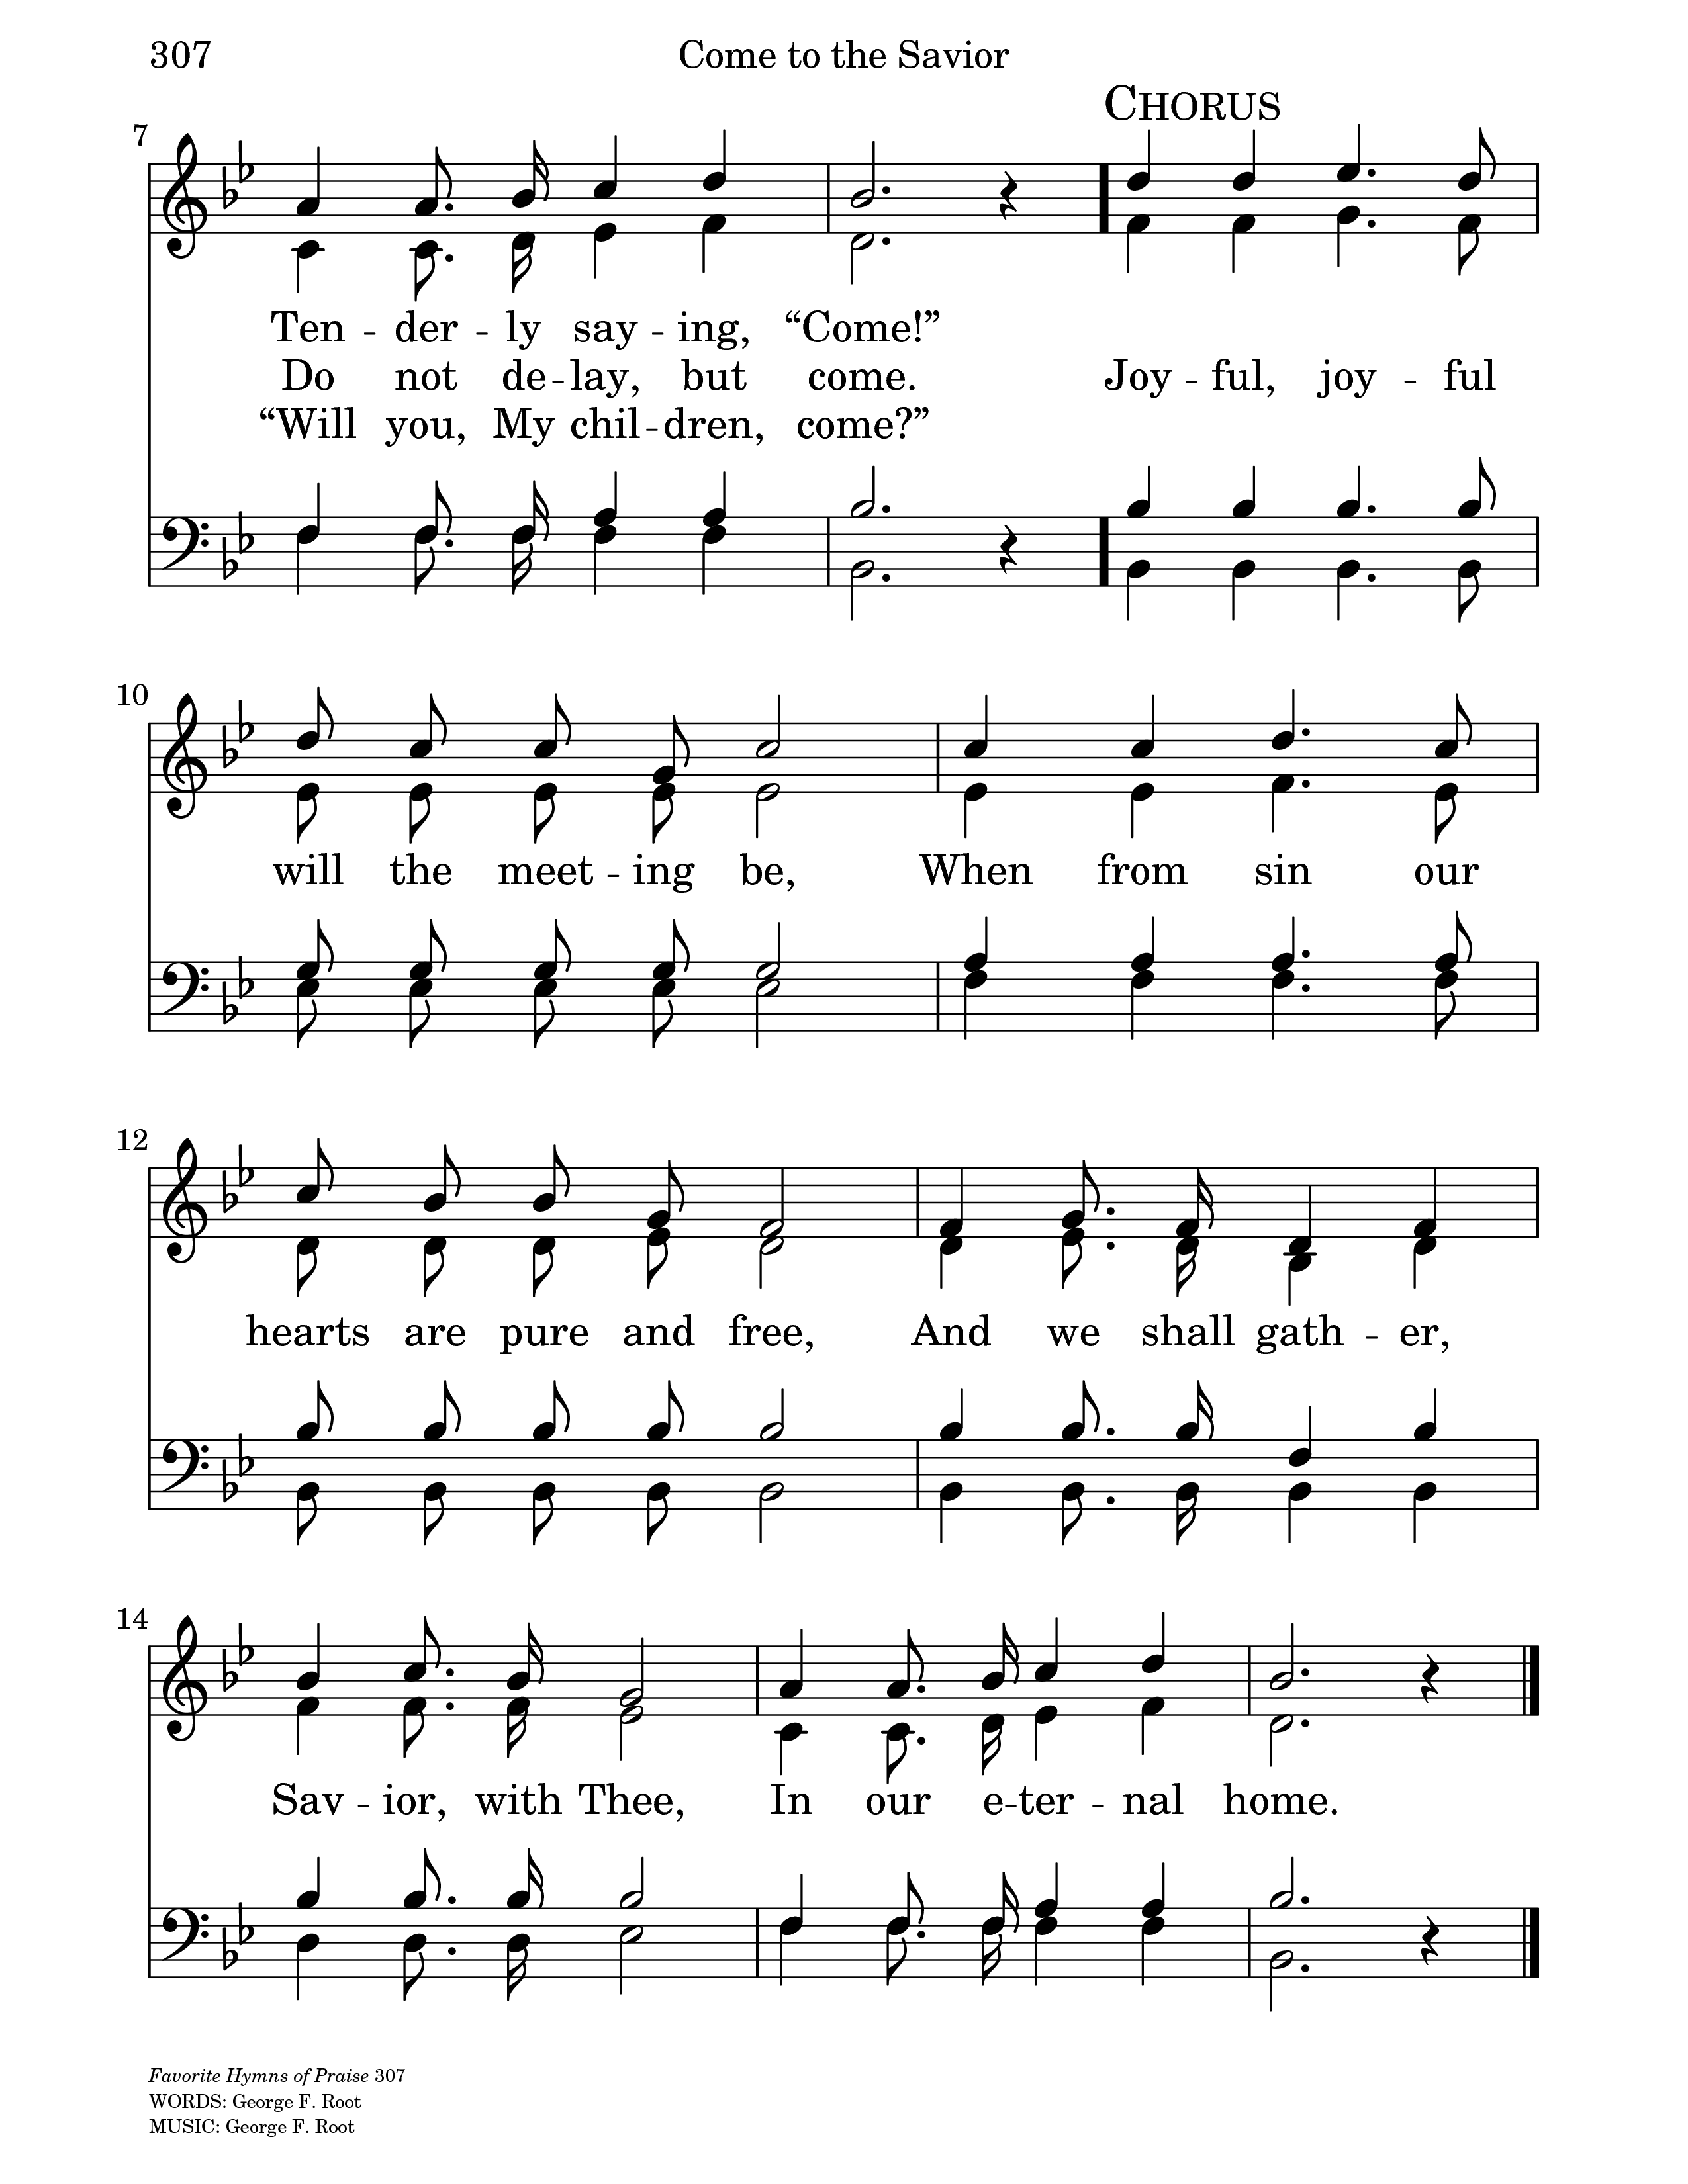 307 Come to the Savior
CHORUS
7
Ten -- der -- ly say -- ing, “Come!”
Do not de -- lay, but come. Joy -- ful, joy -- ful
“Will you, My chil -- dren, come?”
10
will the meet -- ing be, When from sin our
12
hearts are pure and free, And we shall gath -- er,
14
Sav -- ior, with Thee, In our e -- ter -- nal home.
Favorite Hymns of Praise 307
WORDS: George F. Root
MUSIC: George F. Root